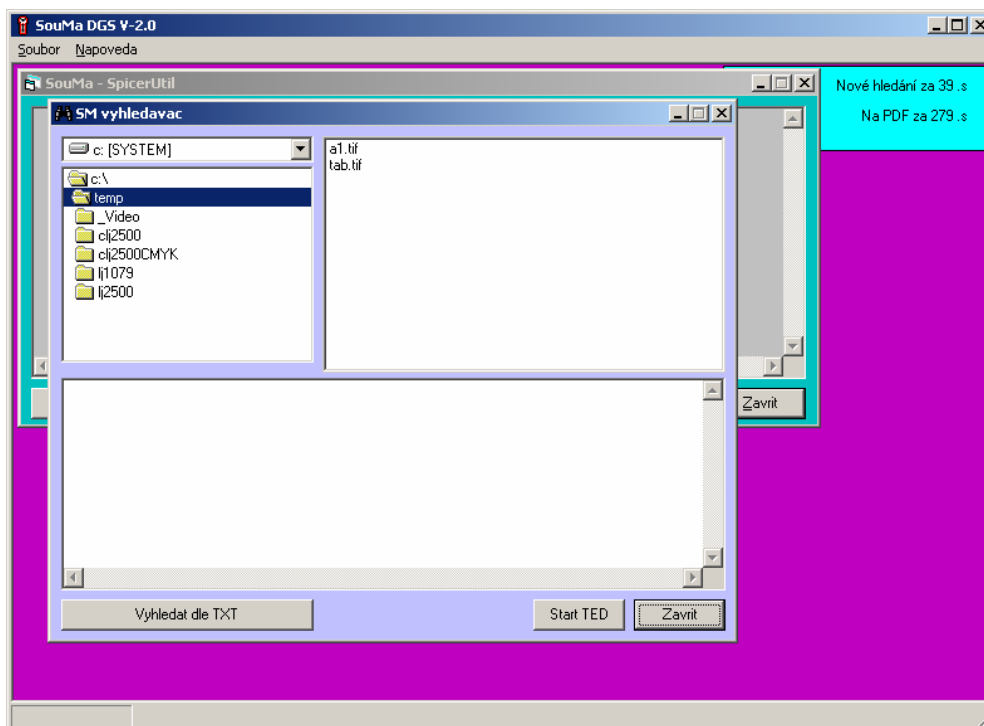 SouMa DGS V-2.0
Soubor Napoveda
SouMa - SpicerUtil
Nové hledání za 39 .s
Na PDF za 279 .s
SM vyhledavac
c: [SYSTEM]
c:\
temp
_Video
clj2500
clj2500CMYK
lj1079
lj2500
a1.tif
tab.tif
Zavrit
Vyhledat dle TXT
Start TED
Zavrit